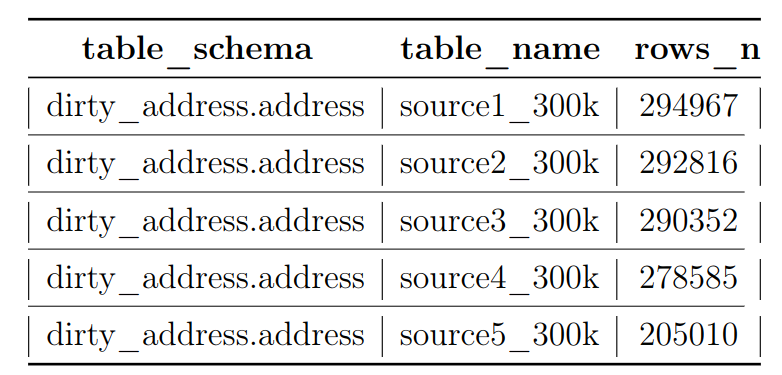 table_schema table_name rows_n
dirty_address.address source1_300k 294967
dirty_address.address source2_300k 292816
dirty_address.address source3_300k 290352
dirty_address.address source4_300k 278585
dirty_address.address source5_300k 205010